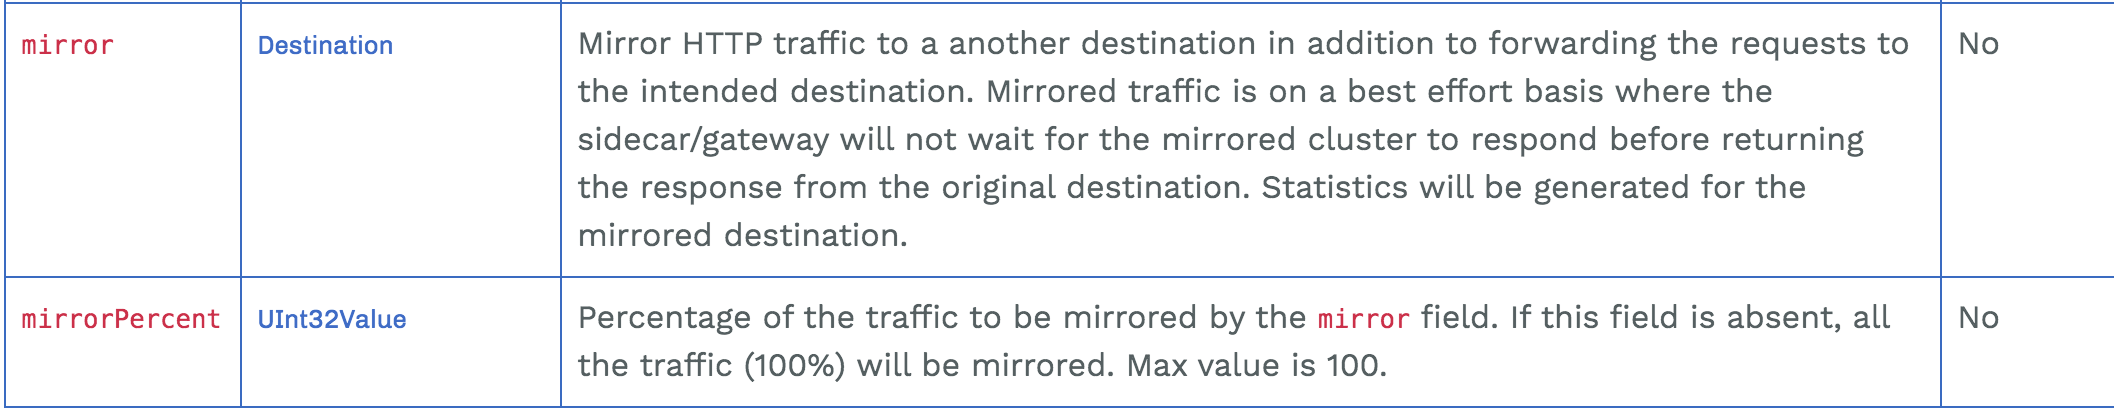 mirror
Destination
Mirror HTTP traffic to a another destination in addition to forwarding the requests to
the intended destination. Mirrored traffic is on a best effort basis where the
sidecar/gateway will not wait for the mirrored cluster to respond before returning
the response from the original destination. Statistics will be generated for the
mirrored destination.
No
mirrorPercent
UInt32Value
Percentage of the traffic to be mirrored by the mirror field. If this field is absent, all
the traffic (100%) will be mirrored. Max value is 100.
No